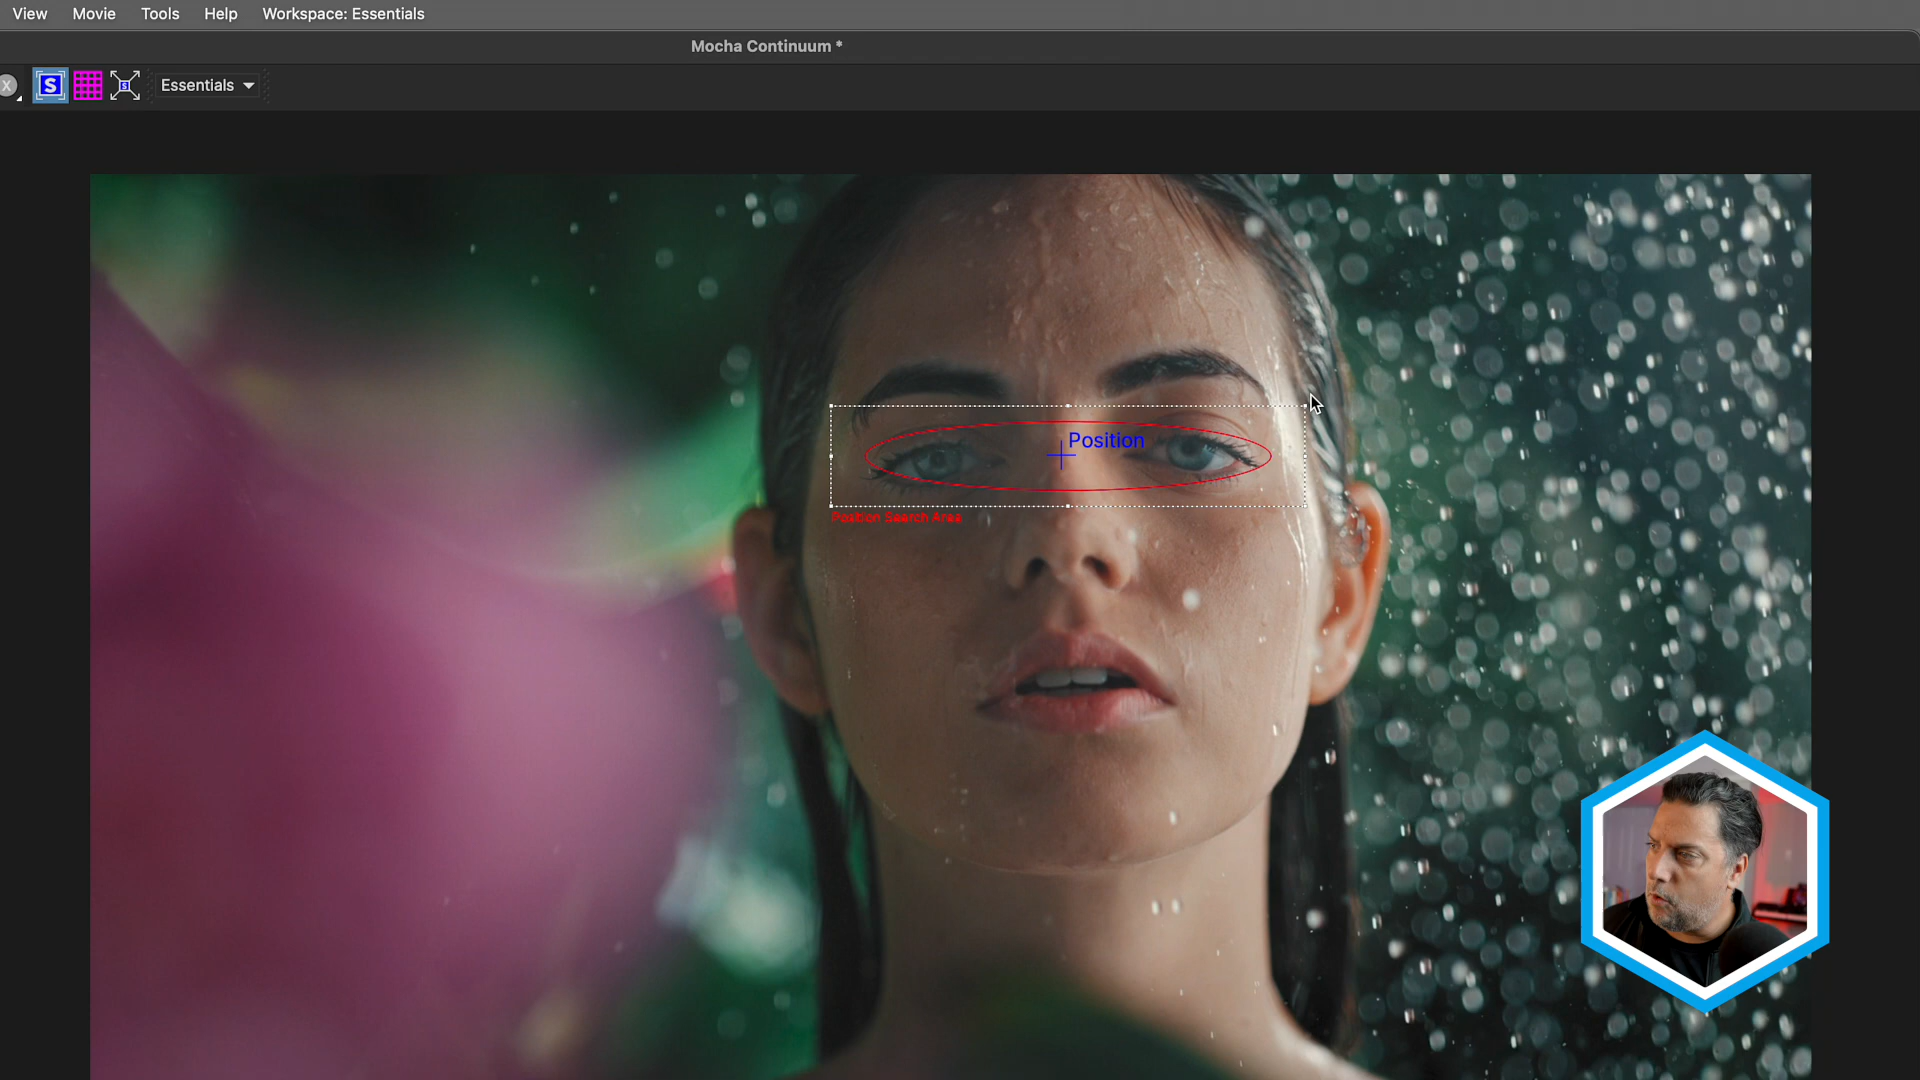 View Movie Tools Help Workspace: Essentials
Mocha Continuum *
X S S Essentials
Position
Position Search Area